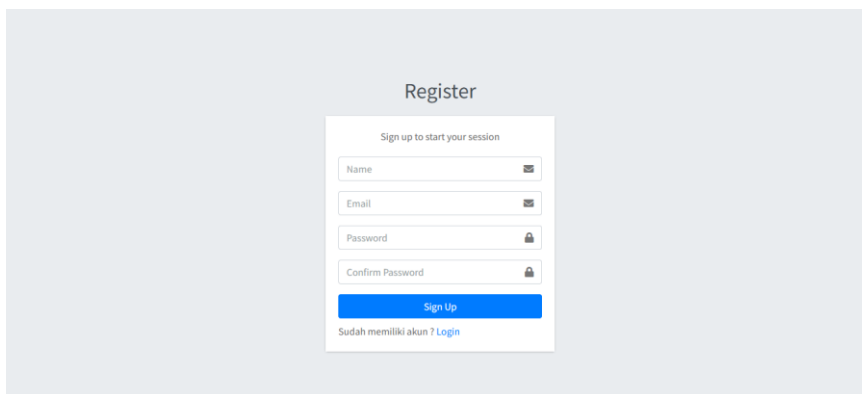 Register
Sign up to start your session
Name
Email
Password
Confirm Password
Sign Up
Sudah memiliki akun ? Login